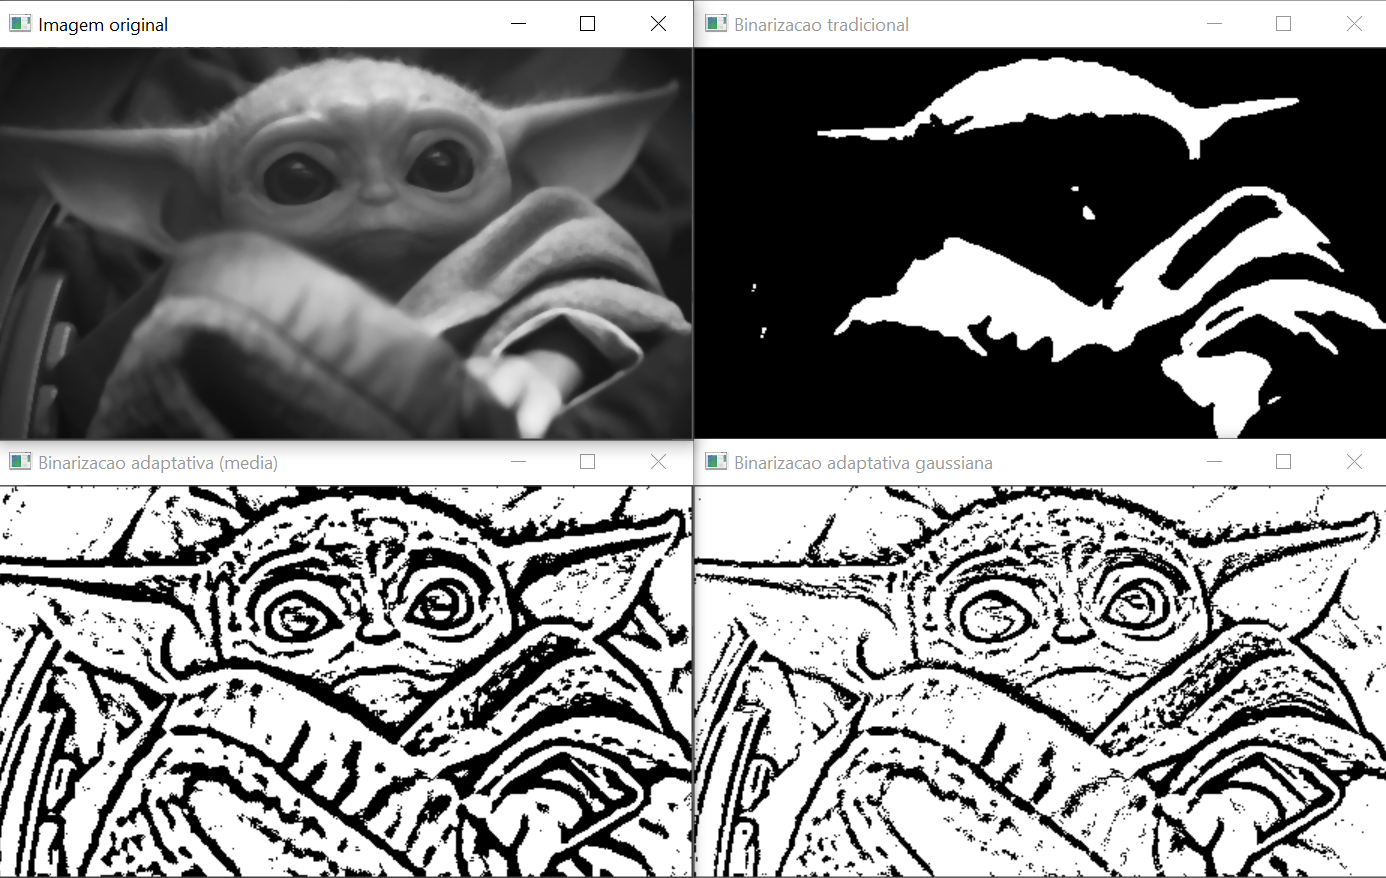 Imagem original
Binarizacao tradicional
Binarizacao adaptativa (media)
Binarizacao adaptativa gaussiana